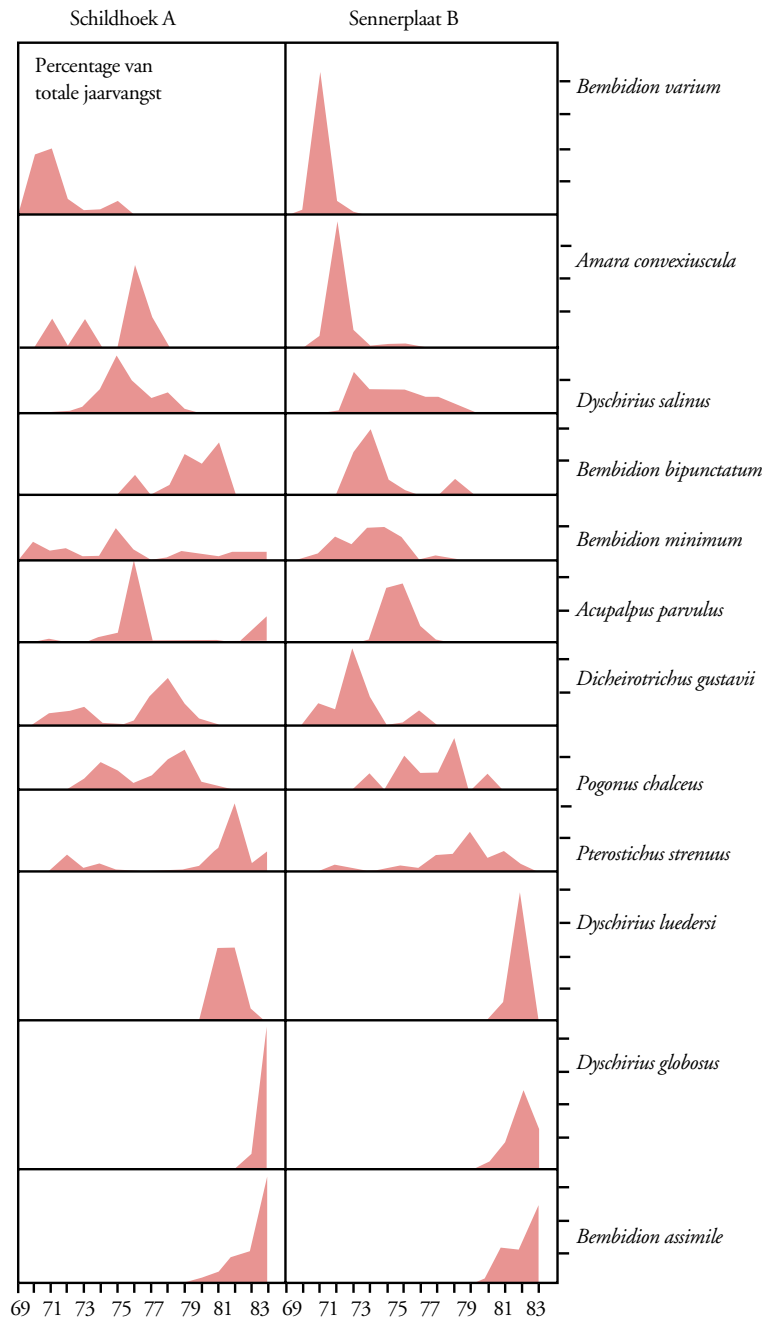 Schildhoek A
Sennerplaat B
Percentage van
totale jaarvangst
Bembidion varium
Amara convexiuscula
Dyschirius salinus
Bembidion bipunctatum
Bembidion minimum
Acupalpus parvulus
Dicheirotrichus gustavii
Pogonus chalceus
Pterostichus strenuus
Dyschirius luedersi
Dyschirius globosus
Bembidion assimile
69 71 73 75 77 79 81 83 69 71 73 75 77 79 81 83